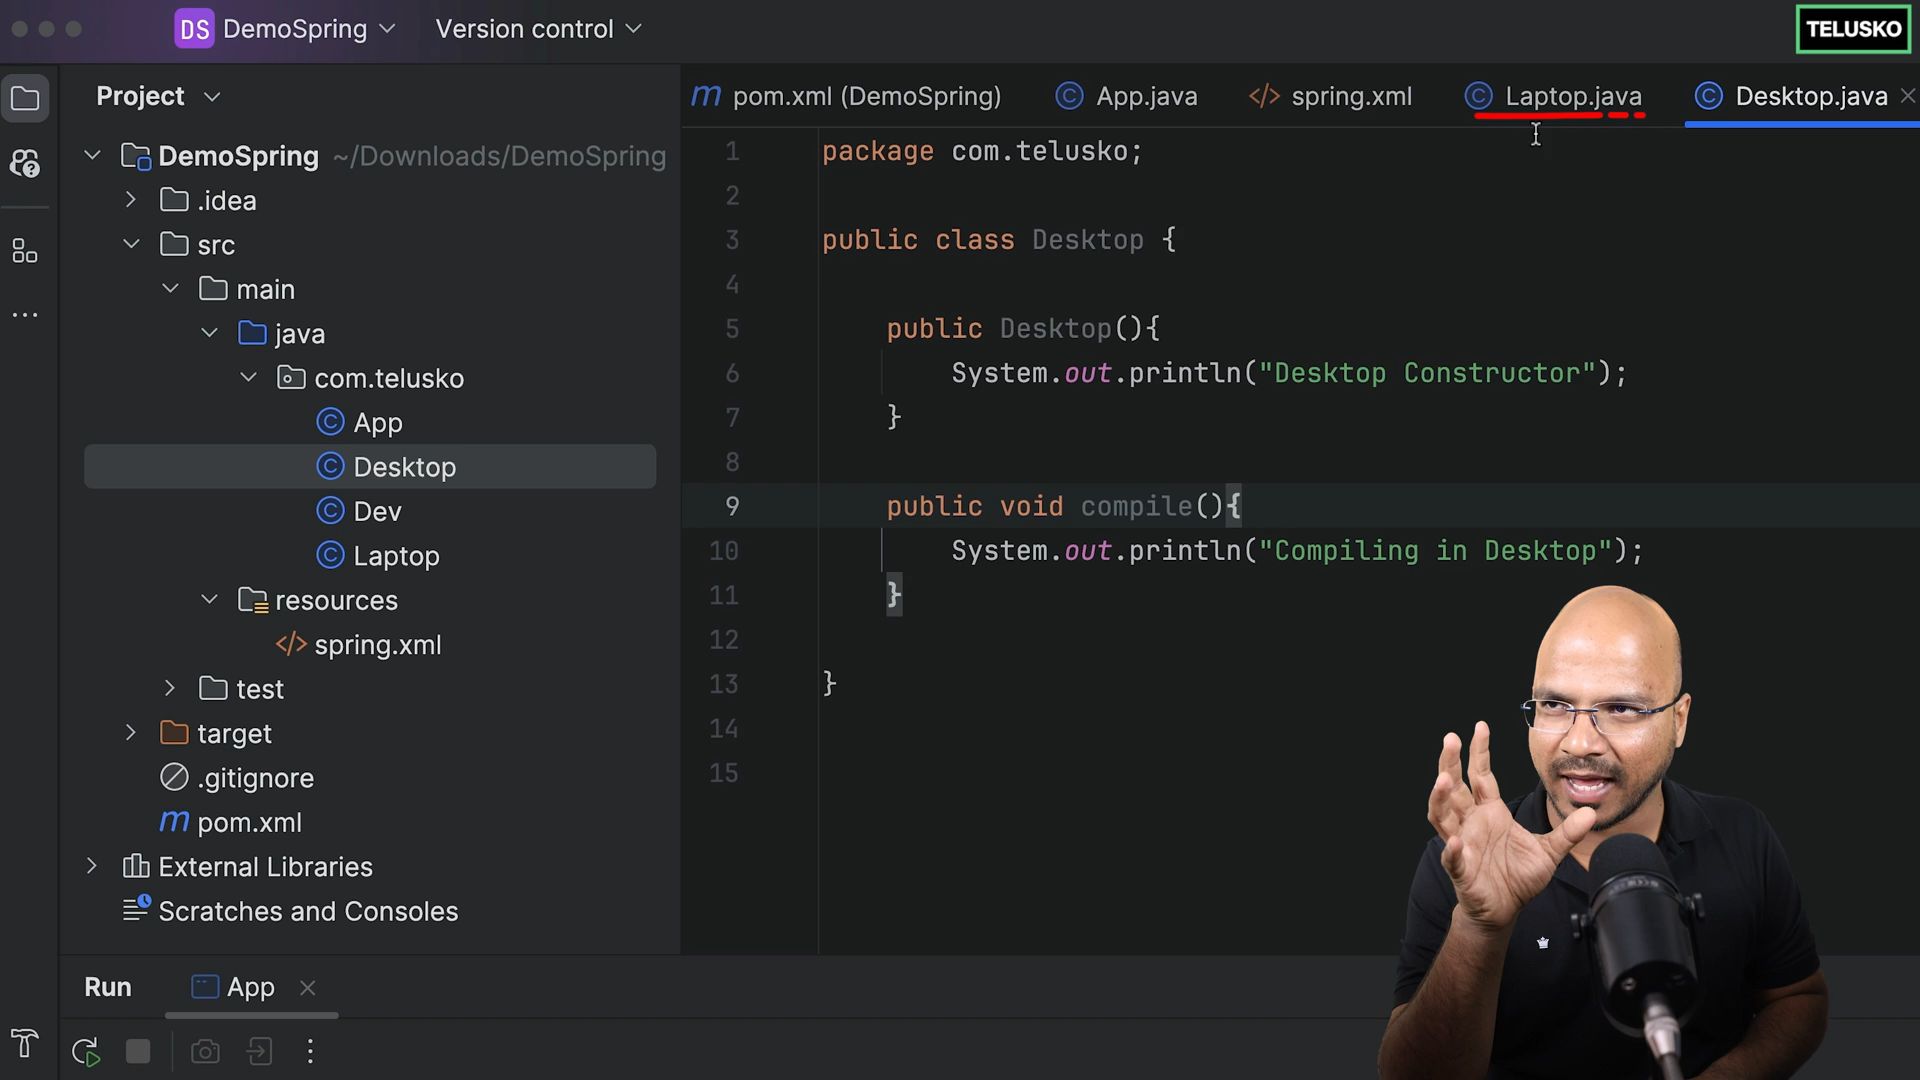 DS DemoSpring Version control
TELUSKO
Project
DemoSpring ~/Downloads/DemoSpring
.idea
src
main
java
com.telusko
App
Desktop
Dev
Laptop
resources
spring.xml
test
target
.gitignore
pom.xml
External Libraries
Scratches and Consoles
pom.xml (DemoSpring) App.java spring.xml Laptop.java Desktop.java
1 package com.telusko;
2
3 public class Desktop {
4
5 public Desktop(){
6 System.out.println("Desktop Constructor");
7 }
8
9 public void compile(){
10 System.out.println("Compiling in Desktop");
11 }
12
13 }
14
15
Run App